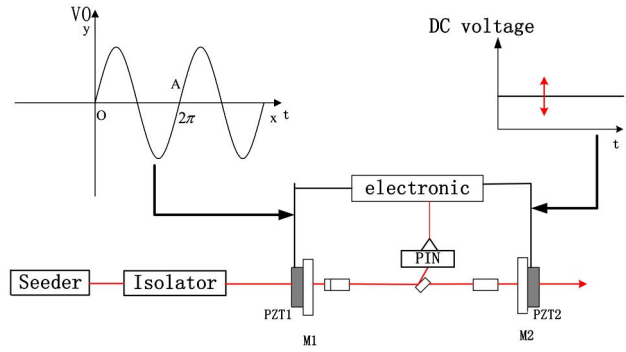 VO
y
DC voltage
A
O
2π
x t
t
electronic
PIN
Seeder
Isolator
PZT1
PZT2
M1
M2